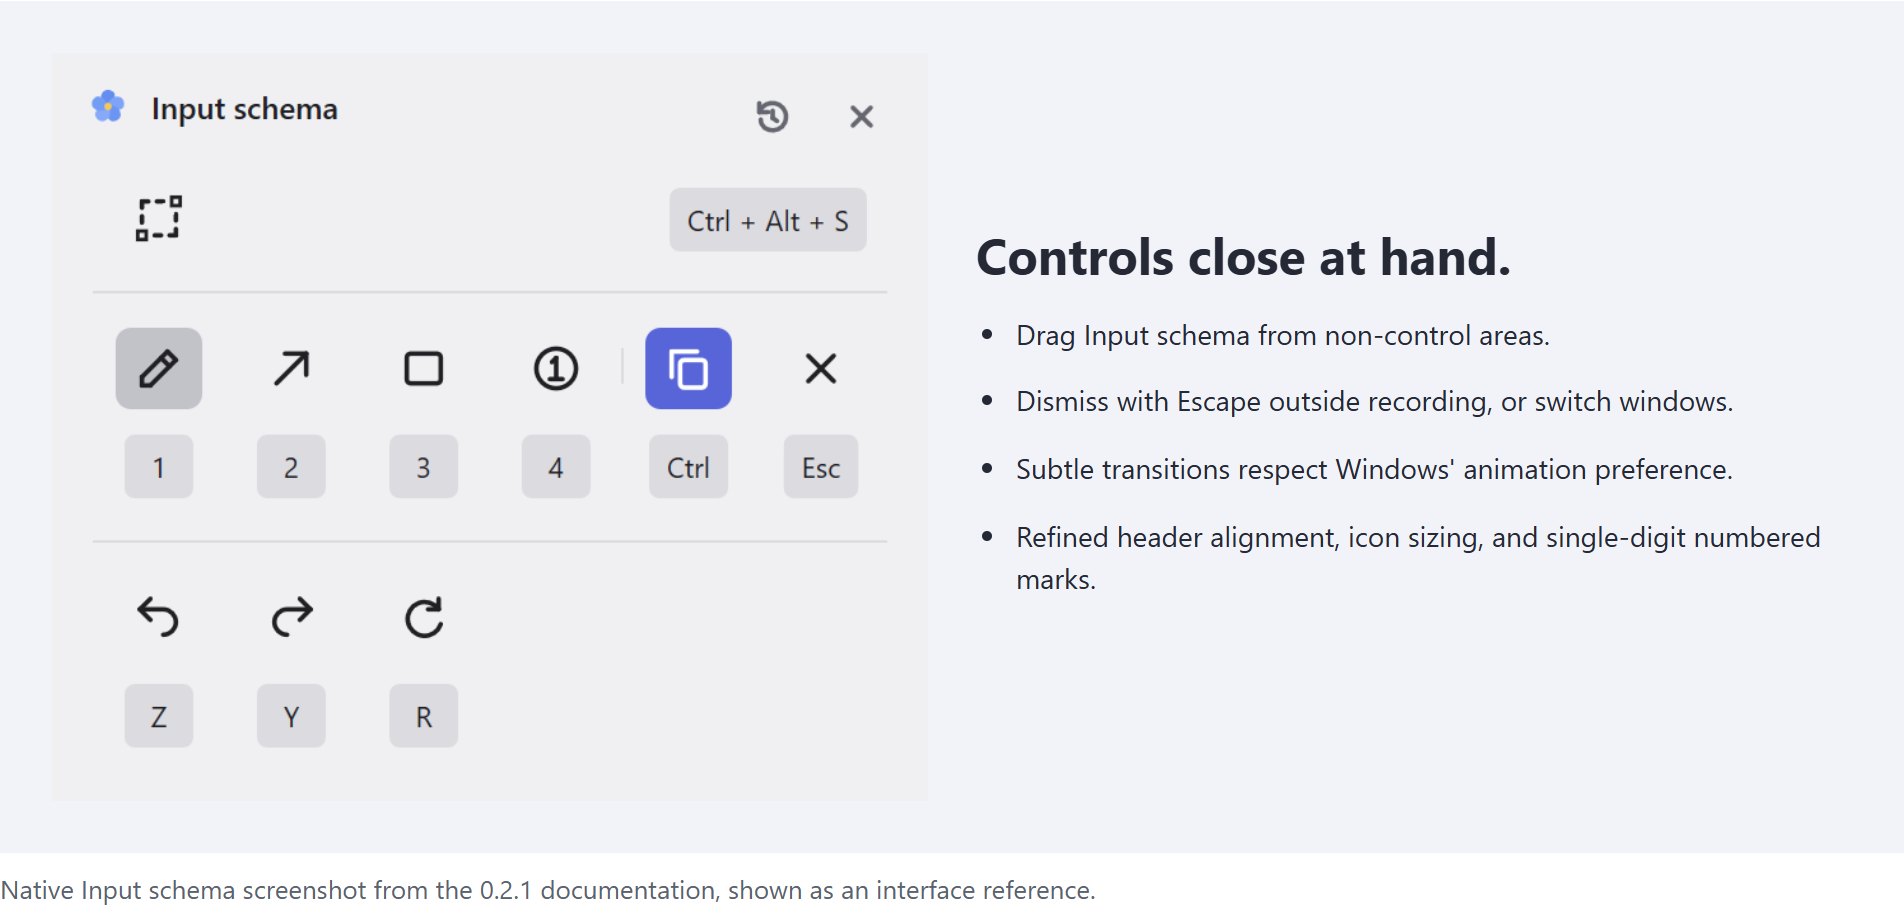 Input schema
Ctrl + Alt + S
1
1 2 3 4 Ctrl Esc
Z Y R
Controls close at hand.
Drag Input schema from non-control areas.
Dismiss with Escape outside recording, or switch windows.
Subtle transitions respect Windows' animation preference.
Refined header alignment, icon sizing, and single-digit numbered
marks.
Native Input schema screenshot from the 0.2.1 documentation, shown as an interface reference.